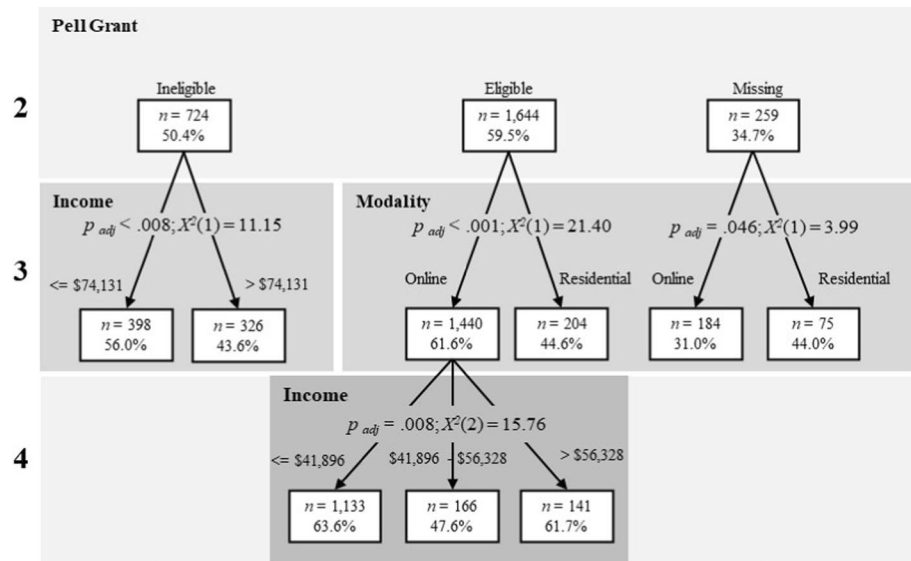 Pell Grant
2
Ineligible
Eligible
Missing
n = 724
50.4%
n = 1,644
59.5%
n = 259
34.7%
3
Income
p adj < .008; X²(1) = 11.15
<= $74,131
> $74,131
n = 398
56.0%
n = 326
43.6%
Modality
p adj < .001; X²(1) = 21.40
p adj = .046; X²(1) = 3.99
Online
Residential
Online
Residential
n = 1,440
61.6%
n = 204
44.6%
n = 184
31.0%
n = 75
44.0%
4
Income
p adj = .008; X²(2) = 15.76
<= $41,896
$41,896 - $56,328
> $56,328
n = 1,133
63.6%
n = 166
47.6%
n = 141
61.7%